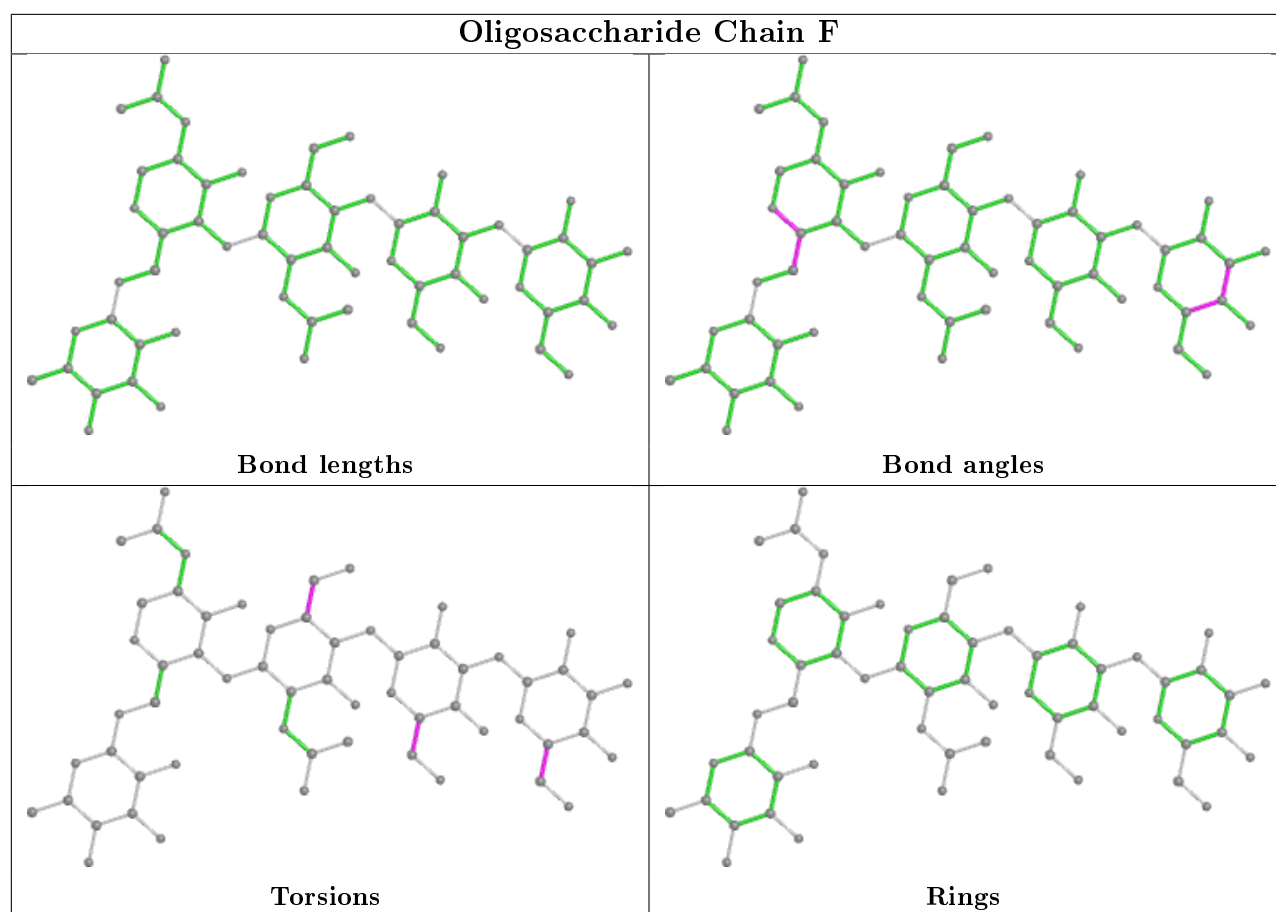 Oligosaccharide Chain F
Bond lengths
Bond angles
Torsions
Rings